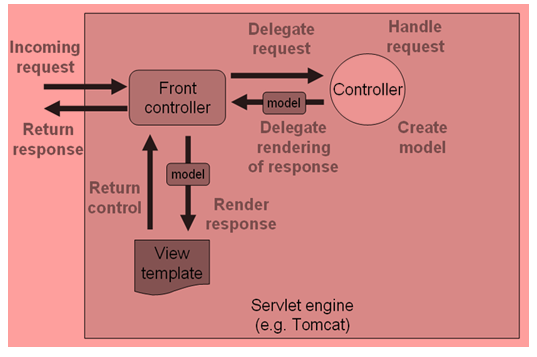 Incoming
request
Return
response
Delegate
request
Handle
request
Front
controller
Controller
model
Delegate
rendering
of response
Create
model
Return
control
model
Render
response
View
template
Servlet engine
(e.g. Tomcat)